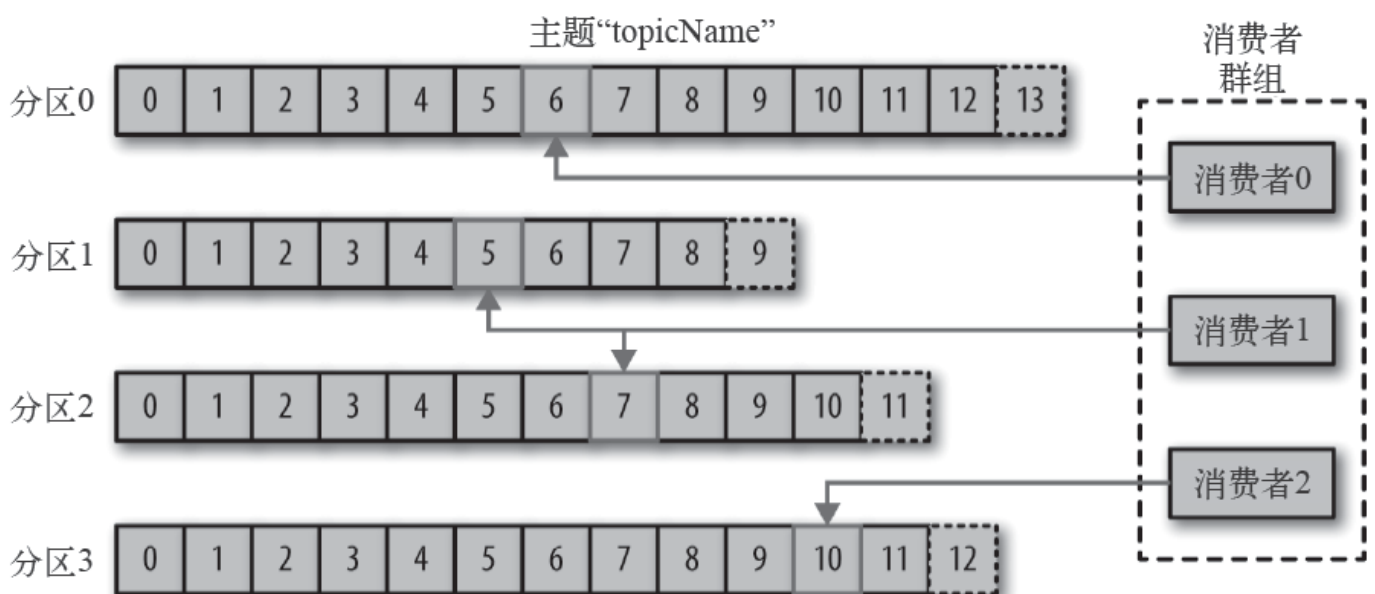 主题“topicName”
消费者
群组
分区0 0 1 2 3 4 5 6 7 8 9 10 11 12 13
消费者0
分区1 0 1 2 3 4 5 6 7 8 9
消费者1
分区2 0 1 2 3 4 5 6 7 8 9 10 11
消费者2
分区3 0 1 2 3 4 5 6 7 8 9 10 11 12